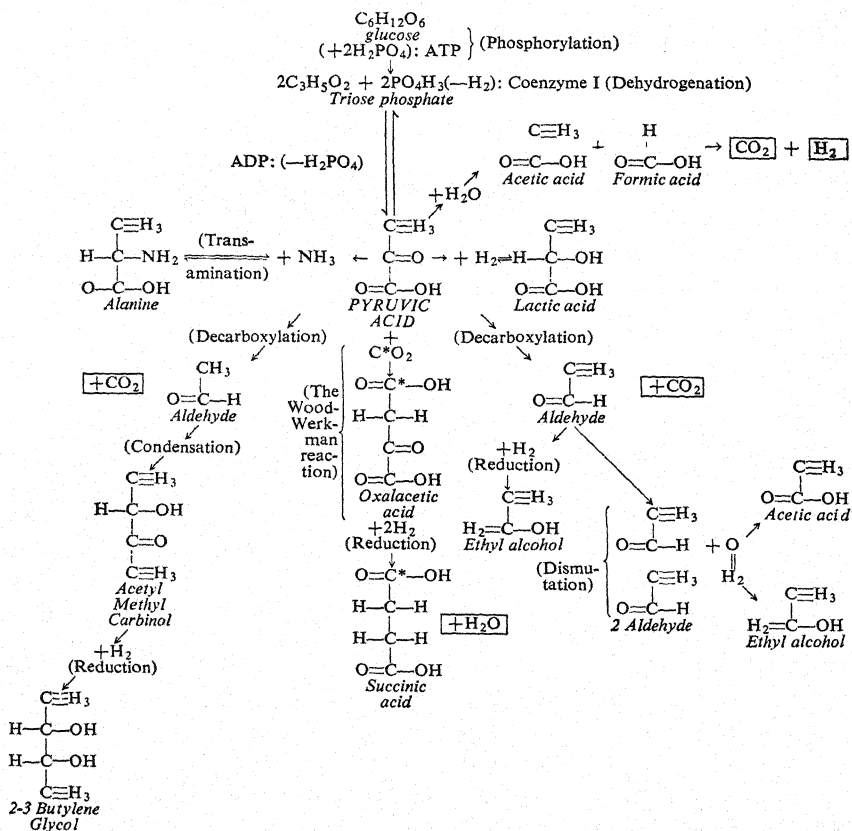 C₆H₁₂O₆
glucose
(+2H₂PO₄): ATP } (Phosphorylation)
2C₃H₅O₂ + 2PO₄H₃(—H₂): Coenzyme I (Dehydrogenation)
Triose phosphate
ADP: (—H₂PO₄)
C≡H₃ H
O=C—OH + O=C—OH → CO₂ + H₂
Acetic acid Formic acid
+H₂O
C≡H₃
H—C—NH₂
O—C—OH
Alanine
(Trans-
amination)
+ NH₃ ←
C≡H₃
C=O
O=C—OH
PYRUVIC
ACID
→ + H₂ ⇌
C≡H₃
H—C—OH
O=C—OH
Lactic acid
(Decarboxylation)
+CO₂
CH₃
O=C—H
Aldehyde
(Condensation)
C≡H₃
H—C—OH
C=O
C≡H₃
Acetyl
Methyl
Carbinol
+H₂
(Reduction)
C≡H₃
H—C—OH
H—C—OH
C≡H₃
2-3 Butylene
Glycol
+
C*O₂
(The
Wood-
Werk-
man
reac-
tion)
O=C*—OH
H—C—H
C=O
O=C—OH
Oxalacetic
acid
+2H₂
(Reduction)
O=C*—OH
H—C—H
H—C—H
O=C—OH
Succinic
acid
+H₂O
(Decarboxylation)
C≡H₃
O=C—H
Aldehyde
+CO₂
+H₂
(Reduction)
C≡H₃
H₂=C—OH
Ethyl alcohol
(Dismu-
tation)
C≡H₃
O=C—H
C≡H₃
O=C—H
2 Aldehyde
+ O
H₂
C≡H₃
O=C—OH
Acetic acid
C≡H₃
H₂=C—OH
Ethyl alcohol